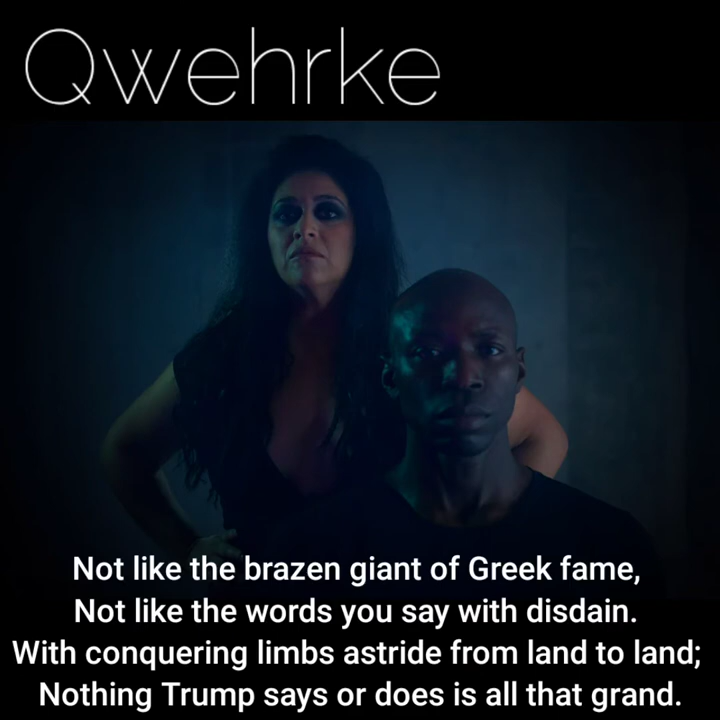 Qwehrke
Not like the brazen giant of Greek fame,
Not like the words you say with disdain.
With conquering limbs astride from land to land;
Nothing Trump says or does is all that grand.